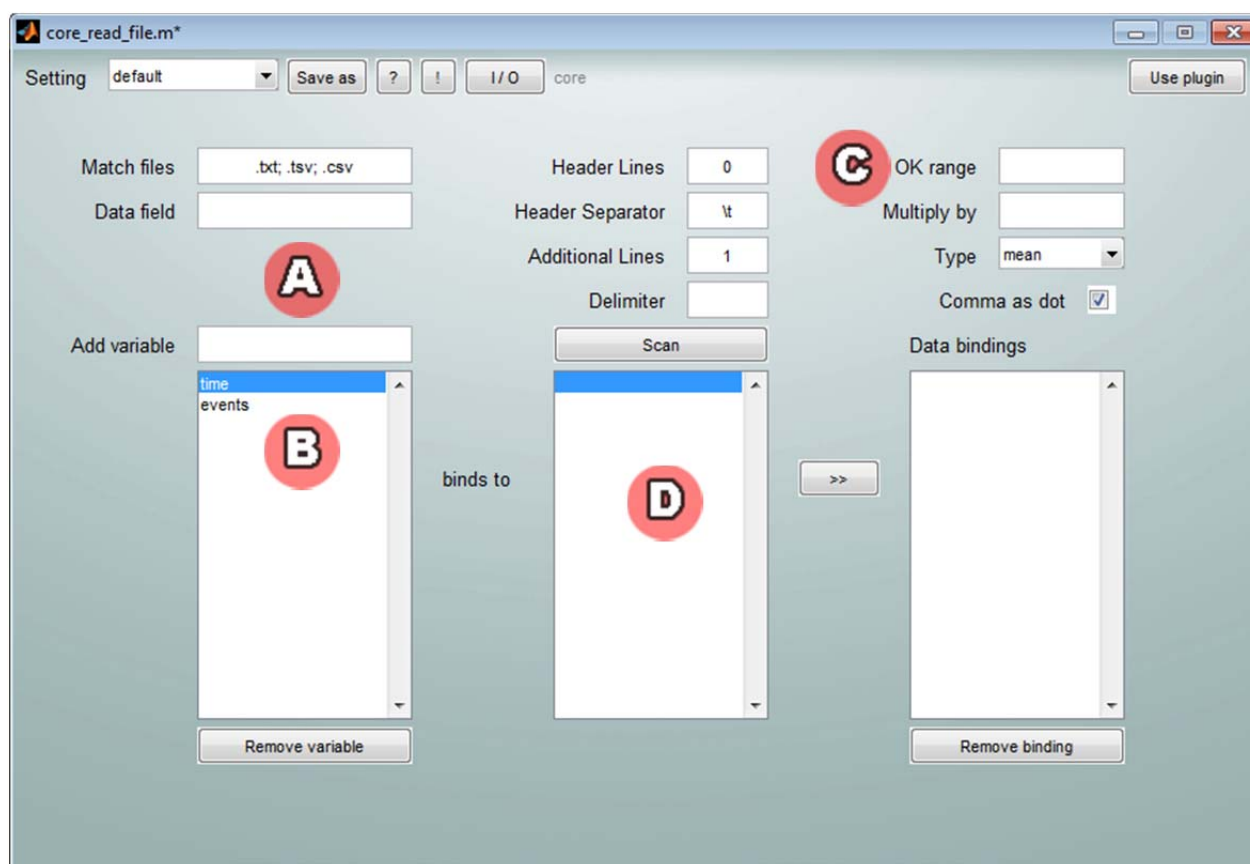 core_read_file.m*
Setting default Save as ? ! I / O core Use plugin
Match files .txt; .tsv; .csv Header Lines 0 C OK range
Data field Header Separator \t Multiply by
A Additional Lines 1 Type mean
Delimiter Comma as dot
Add variable Scan Data bindings
time
events
B binds to D >>
Remove variable Remove binding